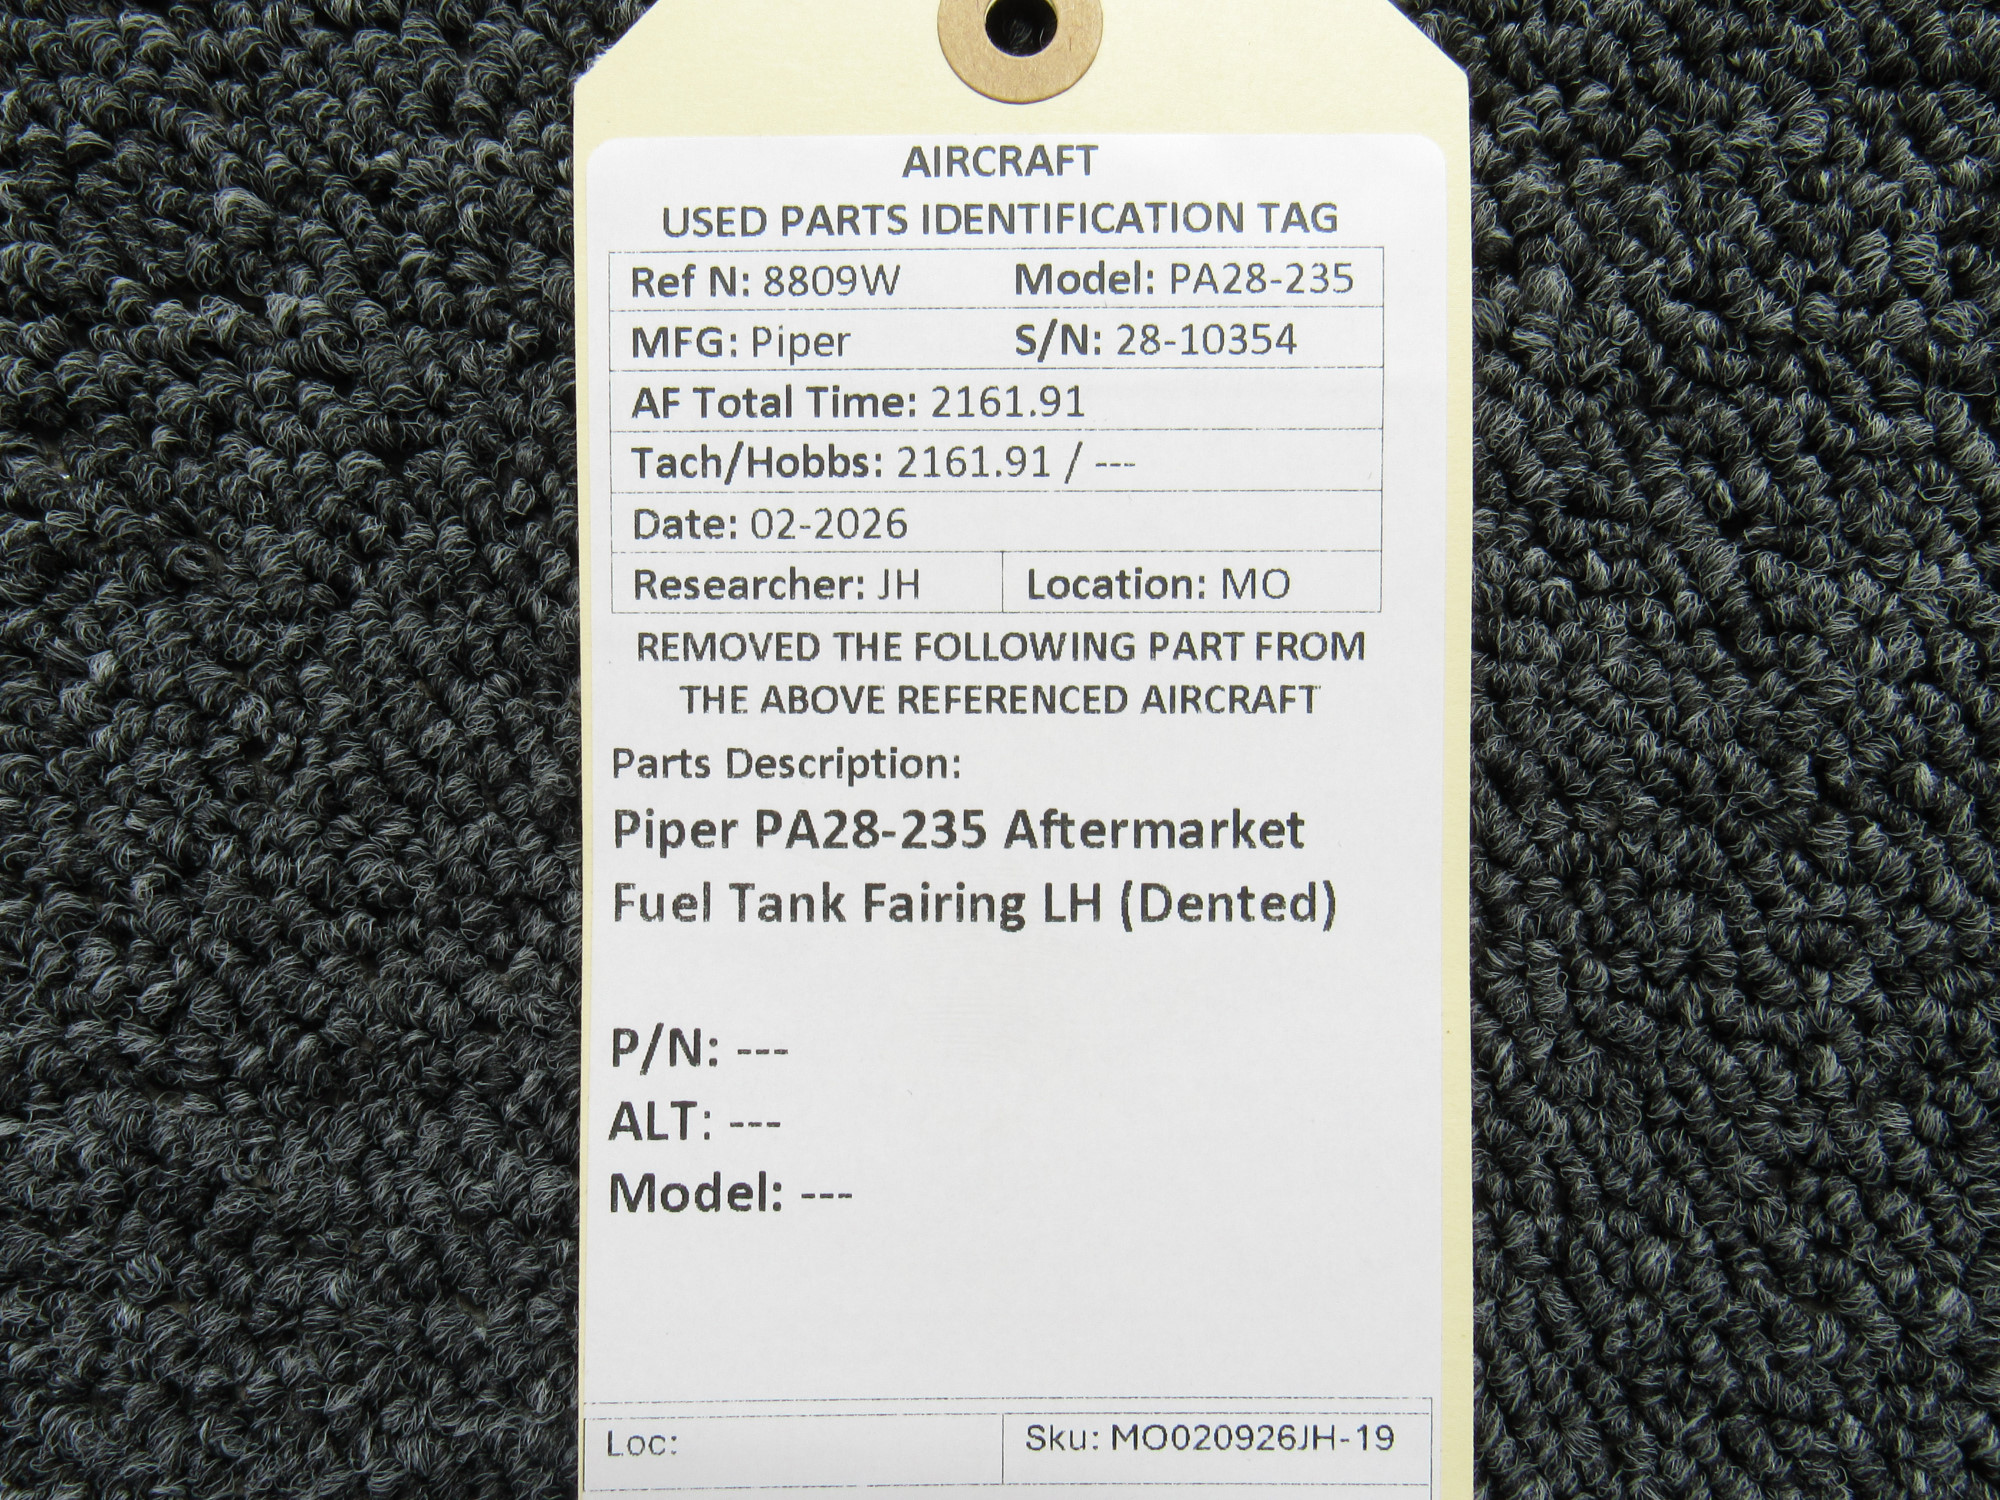 AIRCRAFT
USED PARTS IDENTIFICATION TAG
Ref N: 8809W Model: PA28-235
MFG: Piper S/N: 28-10354
AF Total Time: 2161.91
Tach/Hobbs: 2161.91 / ---
Date: 02-2026
Researcher: JH Location: MO
REMOVED THE FOLLOWING PART FROM
THE ABOVE REFERENCED AIRCRAFT
Parts Description:
Piper PA28-235 Aftermarket
Fuel Tank Fairing LH (Dented)
P/N: ---
ALT: ---
Model: ---
Loc: Sku: MO020926JH-19